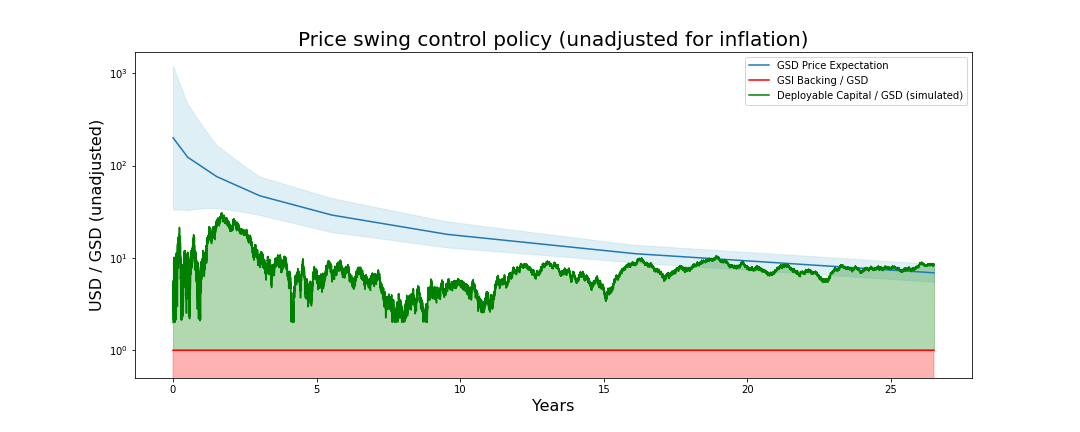 Price swing control policy (unadjusted for inflation)
GSD Price Expectation
GSI Backing / GSD
Deployable Capital / GSD (simulated)
USD / GSD (unadjusted)
10³
10²
10¹
10⁰
0 5 10 15 20 25
Years